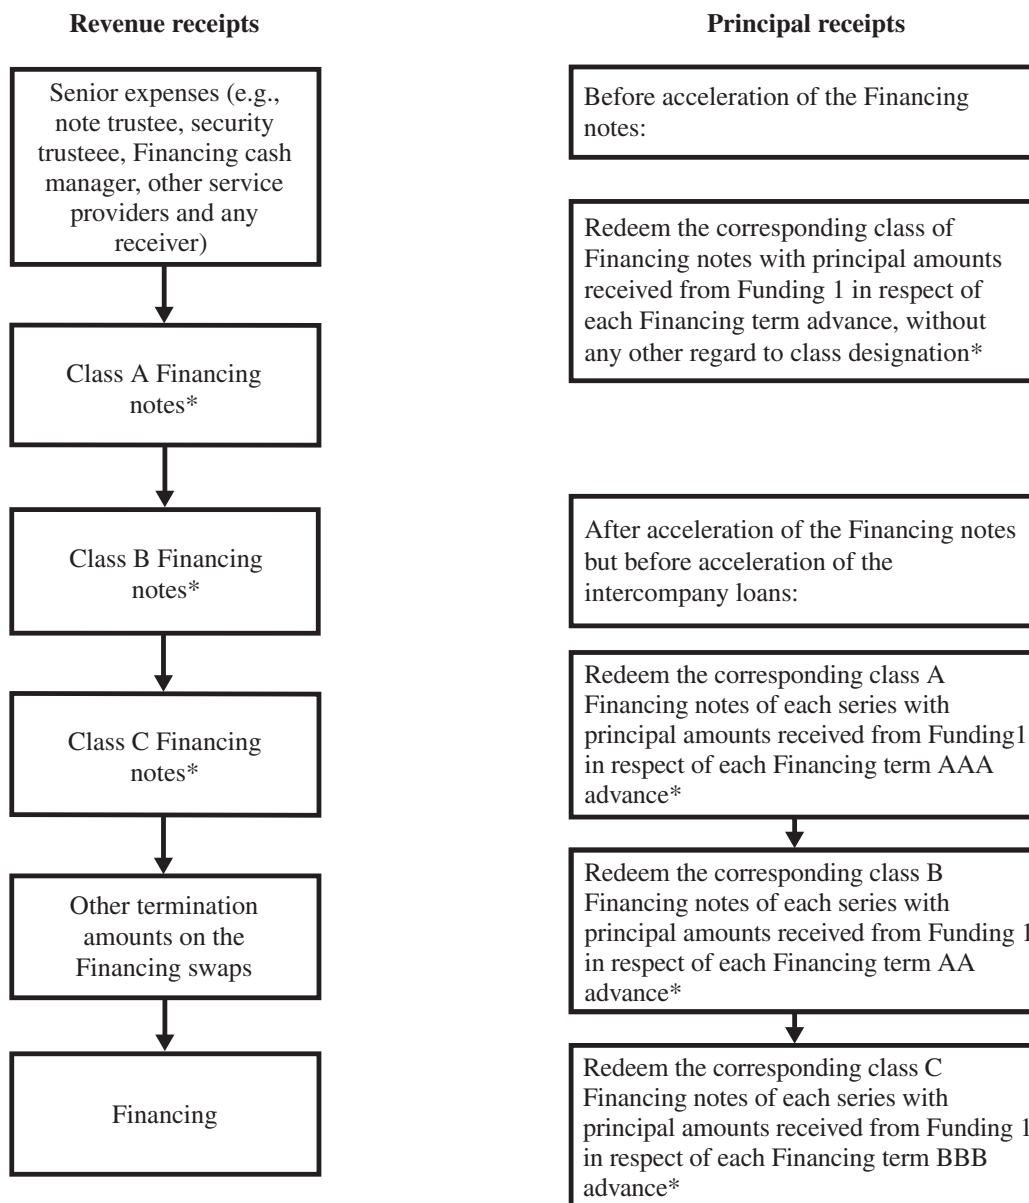 Revenue receipts
Senior expenses (e.g.,
note trustee, security
trusteee, Financing cash
manager, other service
providers and any
receiver)
Class A Financing
notes*
Class B Financing
notes*
Class C Financing
notes*
Other termination
amounts on the
Financing swaps
Financing
Principal receipts
Before acceleration of the Financing
notes:
Redeem the corresponding class of
Financing notes with principal amounts
received from Funding 1 in respect of
each Financing term advance, without
any other regard to class designation*
After acceleration of the Financing notes
but before acceleration of the
intercompany loans:
Redeem the corresponding class A
Financing notes of each series with
principal amounts received from Funding1
in respect of each Financing term AAA
advance*
Redeem the corresponding class B
Financing notes of each series with
principal amounts received from Funding 1
in respect of each Financing term AA
advance*
Redeem the corresponding class C
Financing notes of each series with
principal amounts received from Funding 1
in respect of each Financing term BBB
advance*